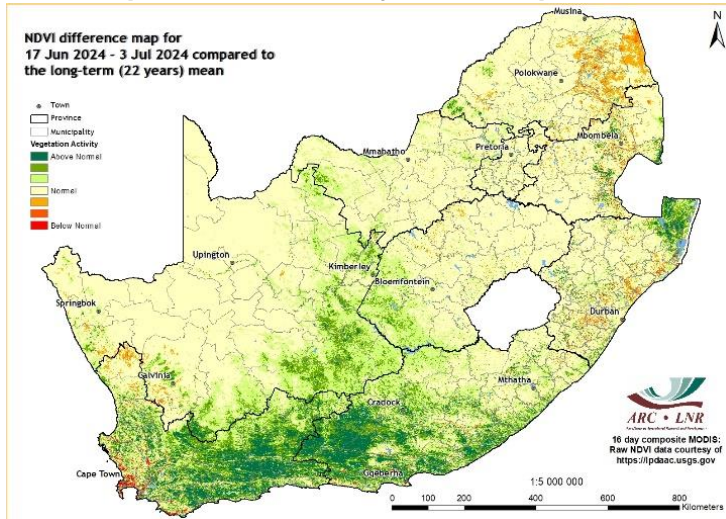 NDVI difference map for
17 Jun 2024 - 3 Jul 2024 compared to
the long-term (22 years) mean
Town
Province
Municipality
Vegetation Activity
Above Normal
Normal
Below Normal
Musina
N
Polokwane
Mbombela
Pretoria
Mmabatho
Upington
Kimberley
Bloemfontein
Springbok
Durban
Calvinia
Mthatha
Cradock
Cape Town
Gqeberha
ARC • LNR
16 day composite MODIS:
Raw NDVI data courtesy of
https://lpdaac.usgs.gov
1:5 000 000
0 100 200 400 600 800
Kilometers